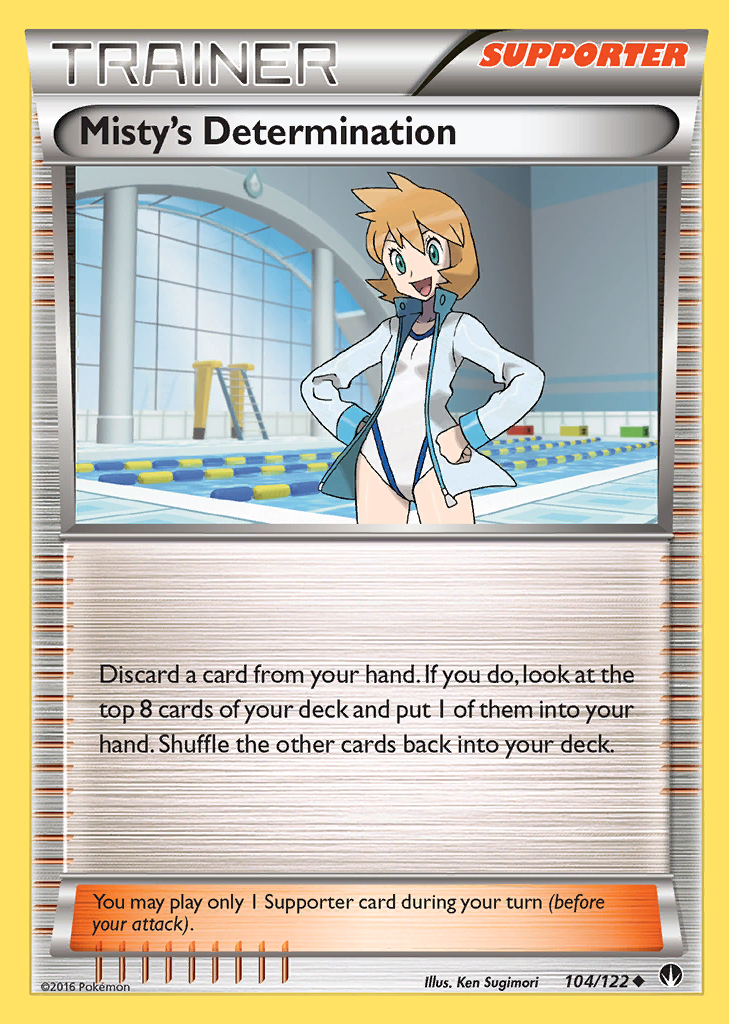 TRAINER
SUPPORTER
Misty's Determination
Discard a card from your hand. If you do, look at the
top 8 cards of your deck and put 1 of them into your
hand. Shuffle the other cards back into your deck.
You may play only 1 Supporter card during your turn (before
your attack).
©2016 Pokémon
Illus. Ken Sugimori
104/122